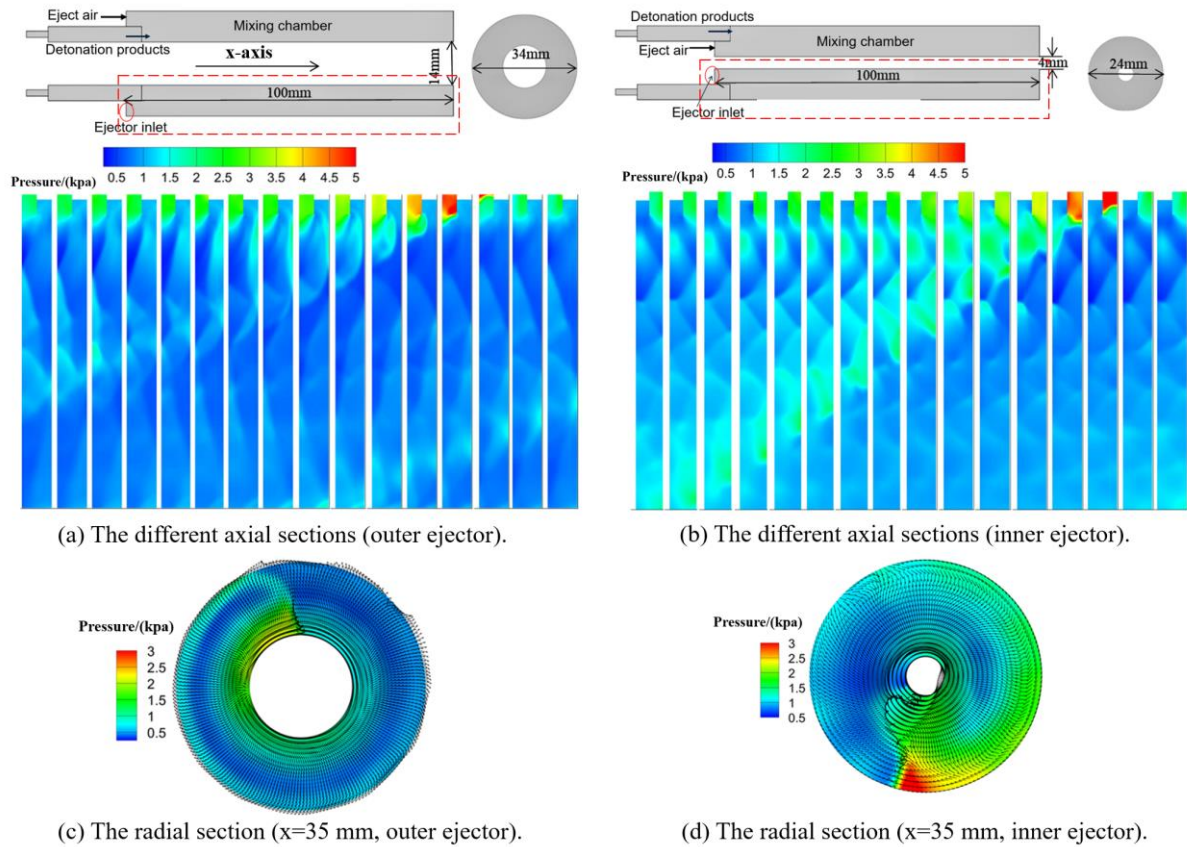 Eject air
Mixing chamber
Detonation products
x-axis
14mm
34mm
100mm
Ejector inlet
Detonation products
Eject air
Mixing chamber
4mm
24mm
100mm
Ejector inlet
Pressure/(kpa)
0.5 1 1.5 2 2.5 3 3.5 4 4.5 5
Pressure/(kpa)
0.5 1 1.5 2 2.5 3 3.5 4 4.5 5
(a) The different axial sections (outer ejector).
(b) The different axial sections (inner ejector).
Pressure/(kpa)
3
2.5
2
1.5
1
0.5
Pressure/(kpa)
3
2.5
2
1.5
1
0.5
(c) The radial section (x=35 mm, outer ejector).
(d) The radial section (x=35 mm, inner ejector).